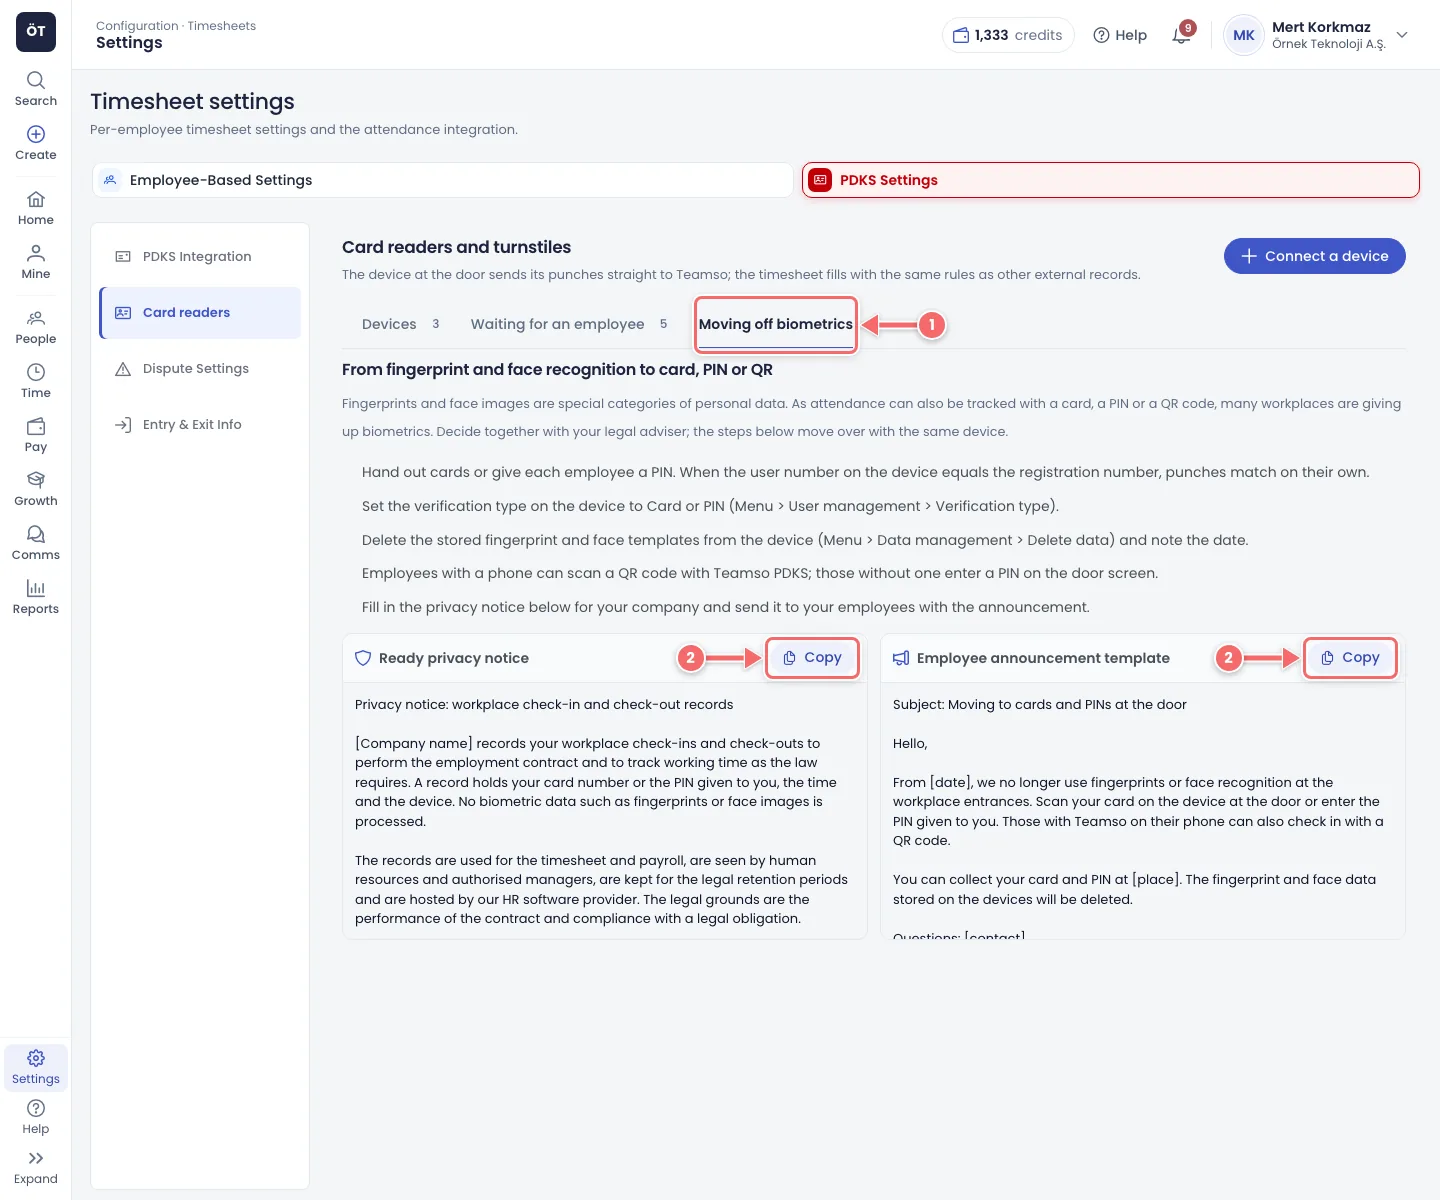 ÖT
Search
Create
Home
Mine
People
Time
Pay
Growth
Comms
Reports
Settings
Help
Expand
Configuration · Timesheets
Settings
1,333 credits
Help
9
MK
Mert Korkmaz
Örnek Teknoloji A.Ş.
Timesheet settings
Per-employee timesheet settings and the attendance integration.
Employee-Based Settings
PDKS Settings
PDKS Integration
Card readers
Dispute Settings
Entry & Exit Info
Card readers and turnstiles
The device at the door sends its punches straight to Teamso; the timesheet fills with the same rules as other external records.
Connect a device
Devices 3
Waiting for an employee 5
Moving off biometrics
1
From fingerprint and face recognition to card, PIN or QR
Fingerprints and face images are special categories of personal data. As attendance can also be tracked with a card, a PIN or a QR code, many workplaces are giving
up biometrics. Decide together with your legal adviser; the steps below move over with the same device.
Hand out cards or give each employee a PIN. When the user number on the device equals the registration number, punches match on their own.
Set the verification type on the device to Card or PIN (Menu > User management > Verification type).
Delete the stored fingerprint and face templates from the device (Menu > Data management > Delete data) and note the date.
Employees with a phone can scan a QR code with Teamso PDKS; those without one enter a PIN on the door screen.
Fill in the privacy notice below for your company and send it to your employees with the announcement.
Ready privacy notice
2
Copy
Privacy notice: workplace check-in and check-out records
[Company name] records your workplace check-ins and check-outs to
perform the employment contract and to track working time as the law
requires. A record holds your card number or the PIN given to you, the time
and the device. No biometric data such as fingerprints or face images is
processed.
The records are used for the timesheet and payroll, are seen by human
resources and authorised managers, are kept for the legal retention periods
and are hosted by our HR software provider. The legal grounds are the
performance of the contract and compliance with a legal obligation.
Employee announcement template
2
Copy
Subject: Moving to cards and PINs at the door
Hello,
From [date], we no longer use fingerprints or face recognition at the
workplace entrances. Scan your card on the device at the door or enter the
PIN given to you. Those with Teamso on their phone can also check in with a
QR code.
You can collect your card and PIN at [place]. The fingerprint and face data
stored on the devices will be deleted.
Questions: [contact]